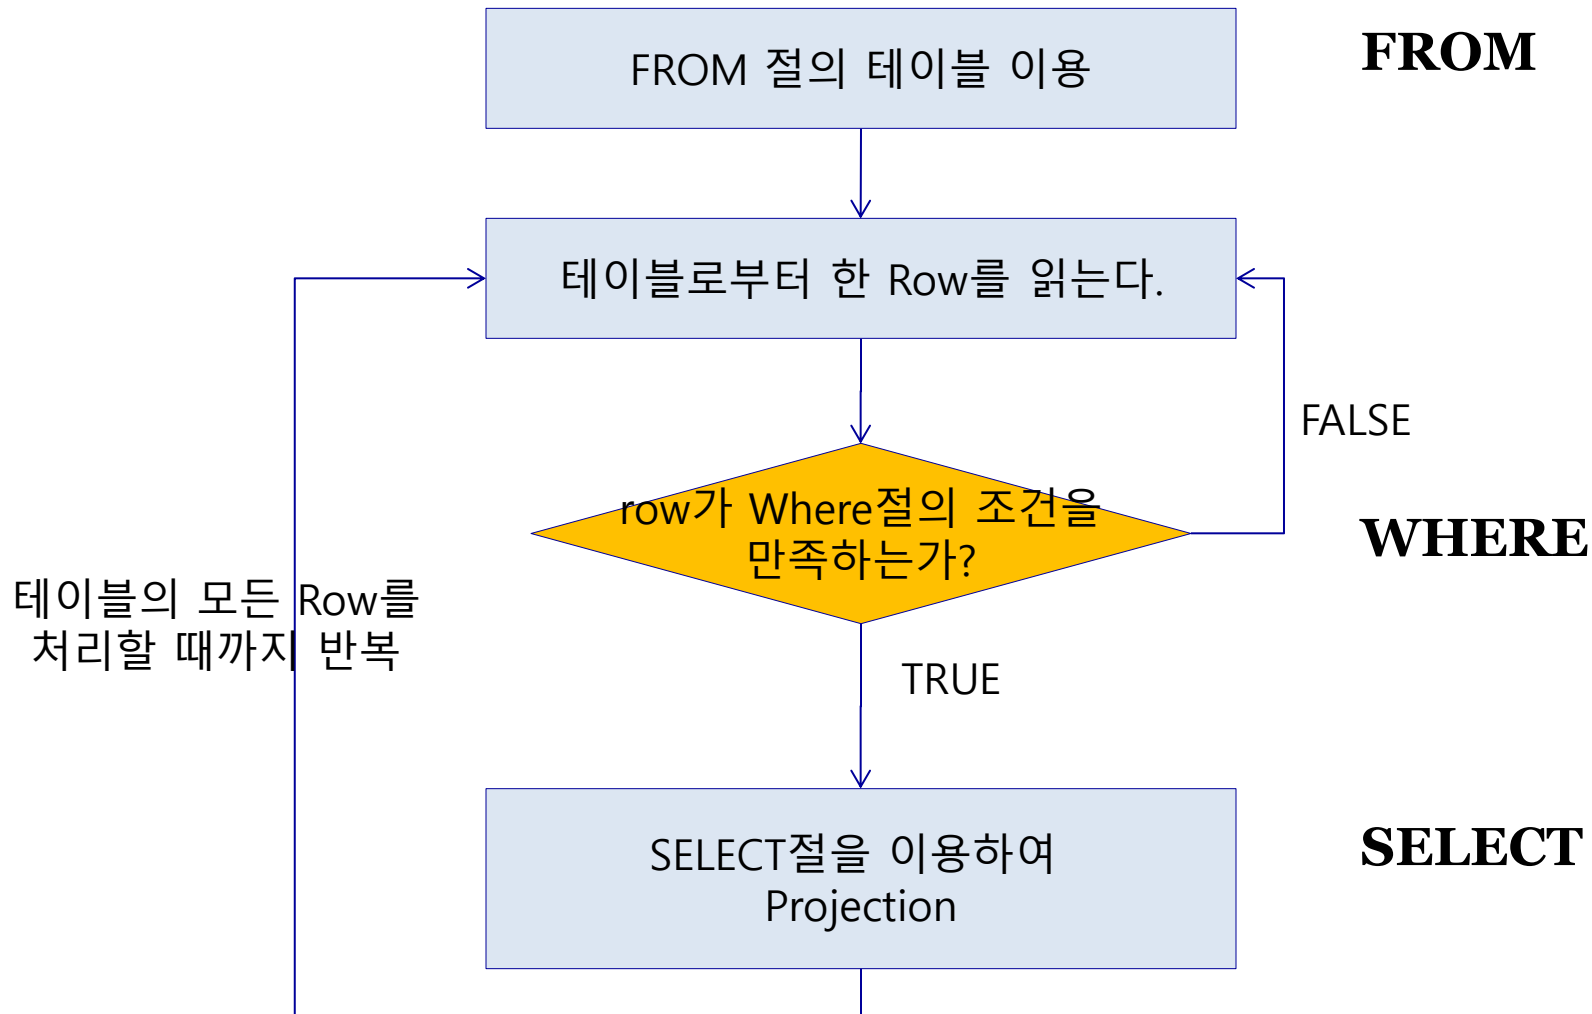 FROM 절의 테이블 이용
FROM
테이블로부터 한 Row를 읽는다.
FALSE
row가 Where절의 조건을
만족하는가?
WHERE
테이블의 모든 Row를
처리할 때까지 반복
TRUE
SELECT절을 이용하여
Projection
SELECT